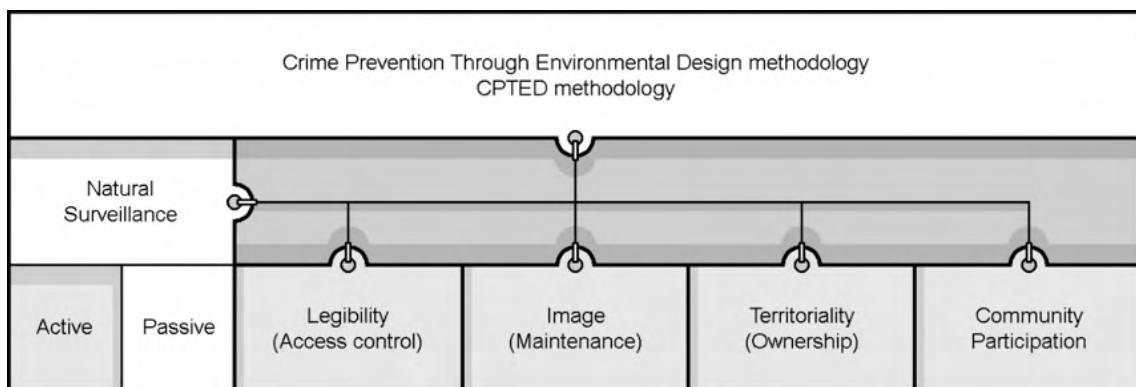 Crime Prevention Through Environmental Design methodology
CPTED methodology
Natural
Surveillance
Active
Passive
Legibility
(Access control)
Image
(Maintenance)
Territoriality
(Ownership)
Community
Participation